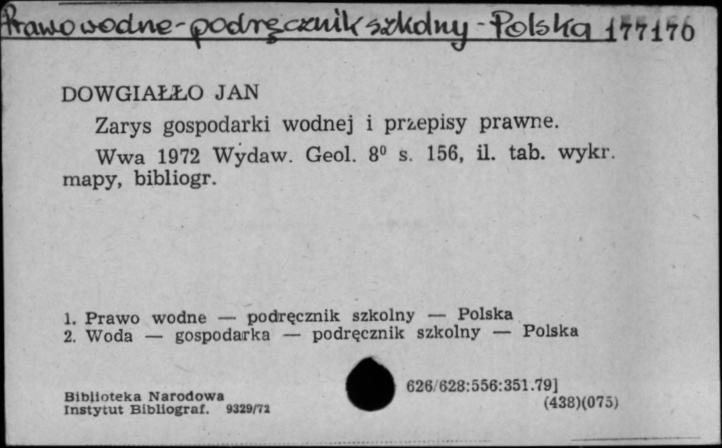 Prawo wodne - podręcznik szkolny - Polska 177170
DOWGIAŁŁO JAN
Zarys gospodarki wodnej i przepisy prawne.
Wwa 1972 Wydaw. Geol. 8⁰ s. 156, il. tab. wykr.
mapy, bibliogr.
1. Prawo wodne — podręcznik szkolny — Polska
2. Woda — gospodarka — podręcznik szkolny — Polska
626/628:556:351.79]
(438)(075)
Biblioteka Narodowa
Instytut Bibliograf. 9329/72